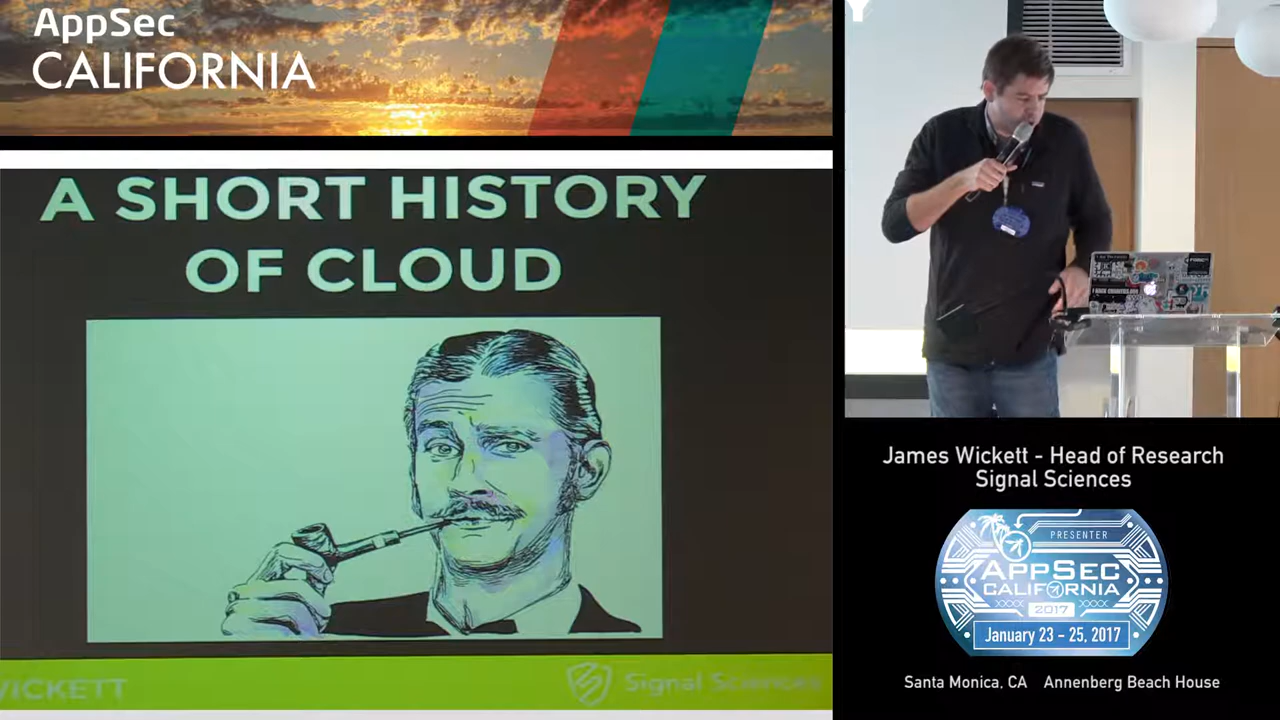 AppSec
CALIFORNIA
A SHORT HISTORY
OF CLOUD
WICKETT
Signal Sciences
James Wickett - Head of Research
Signal Sciences
PRESENTER
APPSEC
CALIFORNIA
2017
January 23 - 25, 2017
Santa Monica, CA Annenberg Beach House